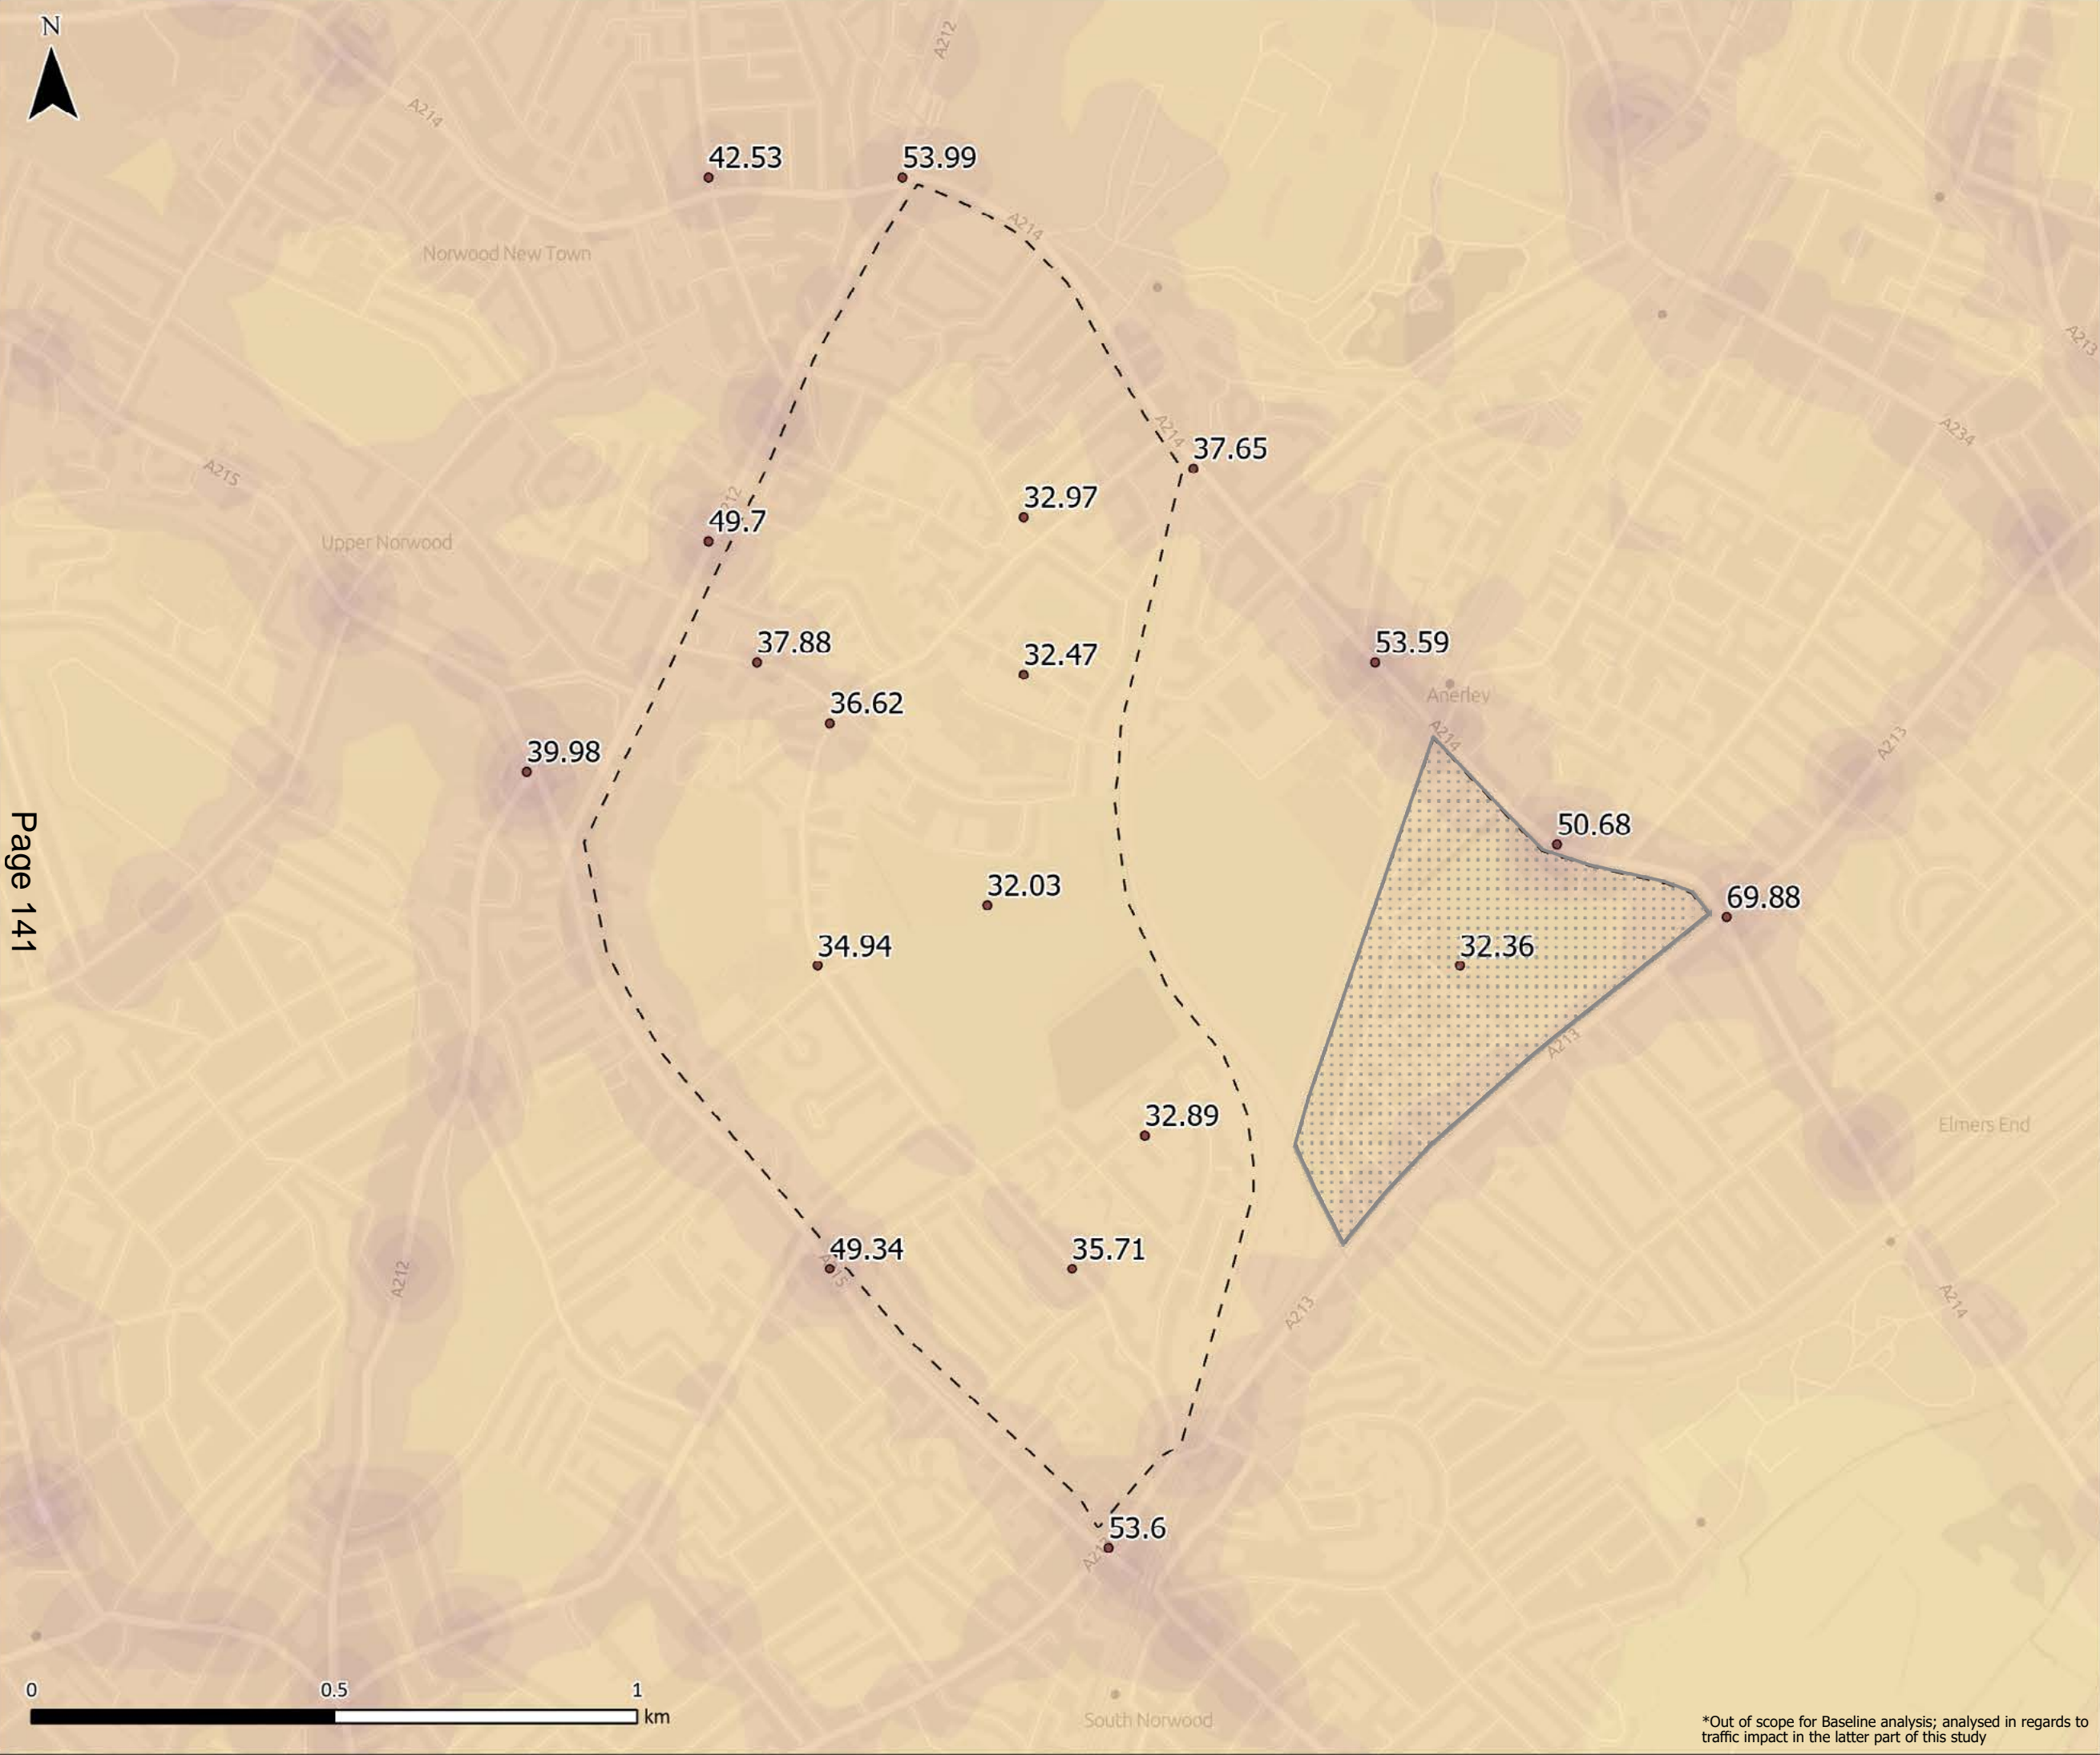 N
A212
A214
42.53
53.99
A214
Norwood New Town
A213
A214
37.65
A234
A215
32.97
49.7
Upper Norwood
37.88
32.47
53.59
Anerley
36.62
A214
A213
39.98
50.68
Page 141
32.03
69.88
34.94
32.36
A213
32.89
Elmers End
49.34
35.71
A212
A213
A214
53.6
0
0.5
1
km
South Norwood
*Out of scope for Baseline analysis; analysed in regards to
traffic impact in the latter part of this study